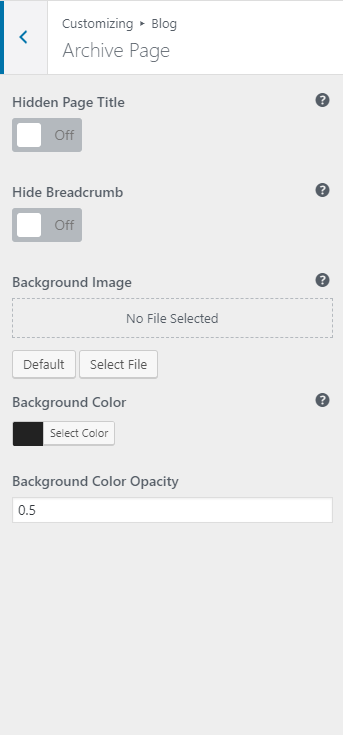 Customizing ▸ Blog
Archive Page
Hidden Page Title ?
Off
Hide Breadcrumb ?
Off
Background Image ?
No File Selected
Default Select File
Background Color ?
Select Color
Background Color Opacity
0.5